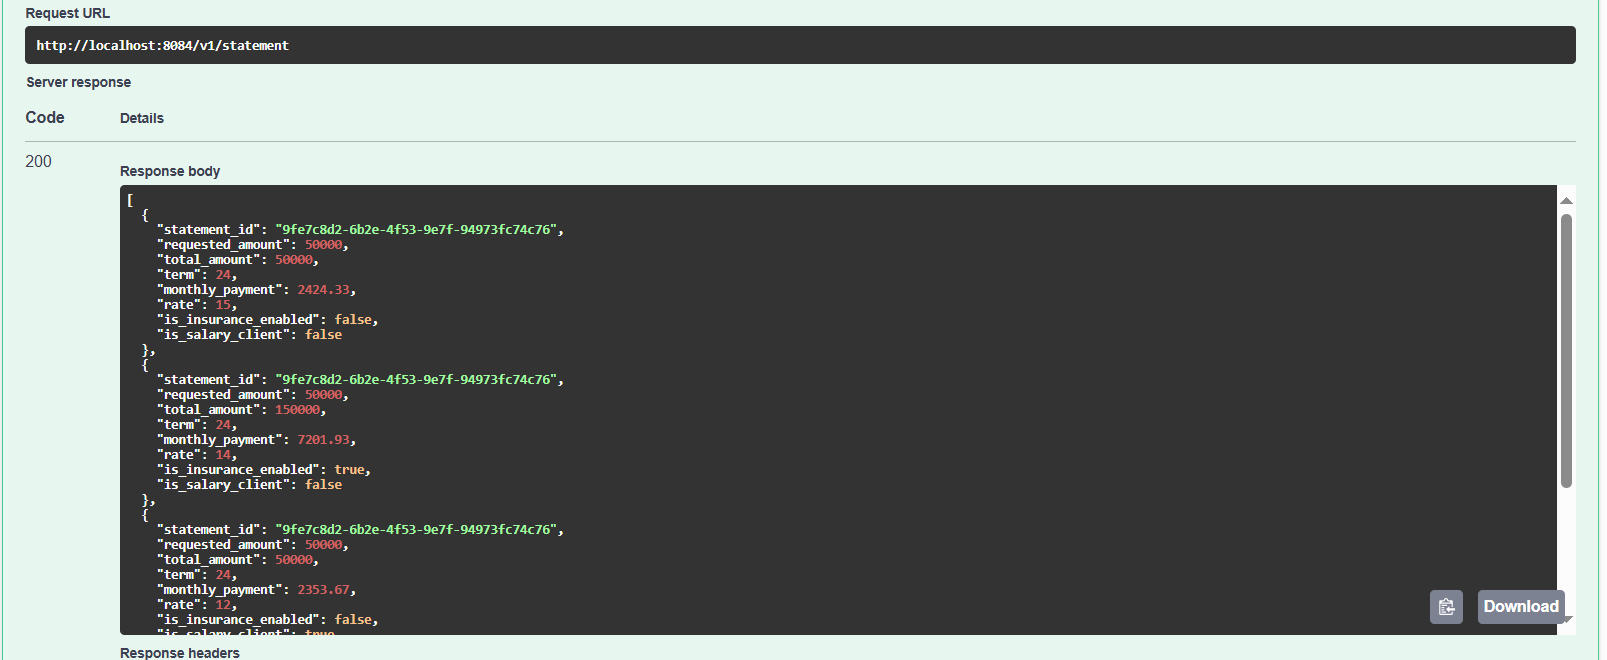 Request URL
http://localhost:8084/v1/statement
Server response
Code Details
200
Response body
[
  {
    "statement_id": "9fe7c8d2-6b2e-4f53-9e7f-94973fc74c76",
    "requested_amount": 50000,
    "total_amount": 50000,
    "term": 24,
    "monthly_payment": 2424.33,
    "rate": 15,
    "is_insurance_enabled": false,
    "is_salary_client": false
  },
  {
    "statement_id": "9fe7c8d2-6b2e-4f53-9e7f-94973fc74c76",
    "requested_amount": 50000,
    "total_amount": 150000,
    "term": 24,
    "monthly_payment": 7201.93,
    "rate": 14,
    "is_insurance_enabled": true,
    "is_salary_client": false
  },
  {
    "statement_id": "9fe7c8d2-6b2e-4f53-9e7f-94973fc74c76",
    "requested_amount": 50000,
    "total_amount": 50000,
    "term": 24,
    "monthly_payment": 2353.67,
    "rate": 12,
    "is_insurance_enabled": false,
    "is_salary_client": true
Download
Response headers